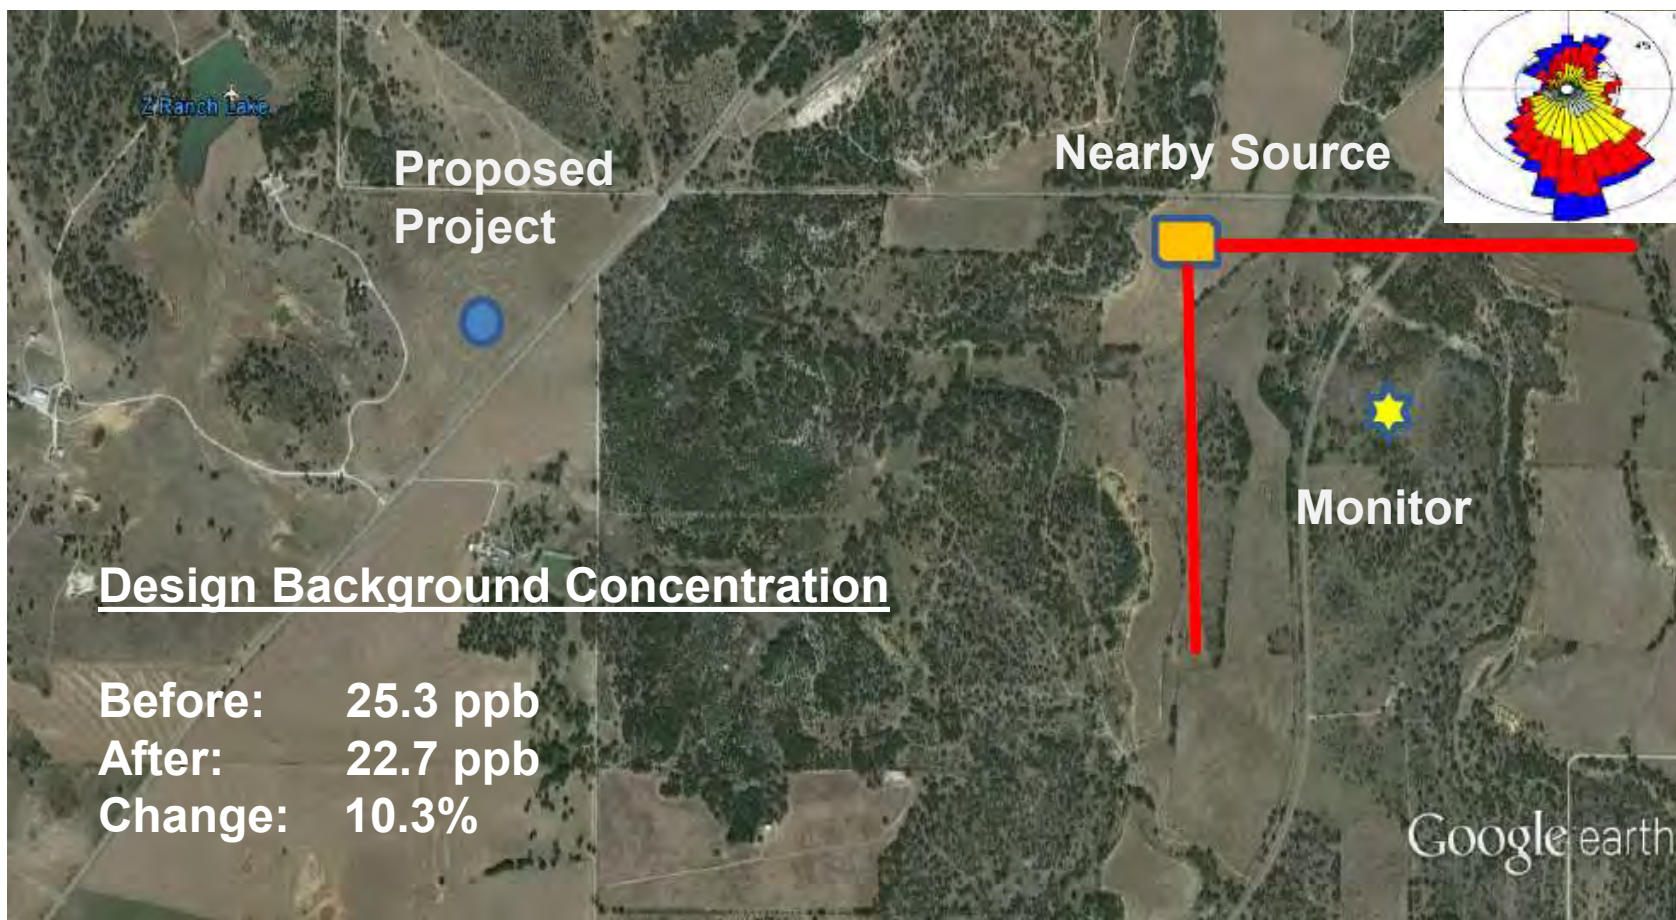 Z Ranch Lake
Proposed
Project
Nearby Source
Monitor
Design Background Concentration
Before: 25.3 ppb
After: 22.7 ppb
Change: 10.3%
Google earth